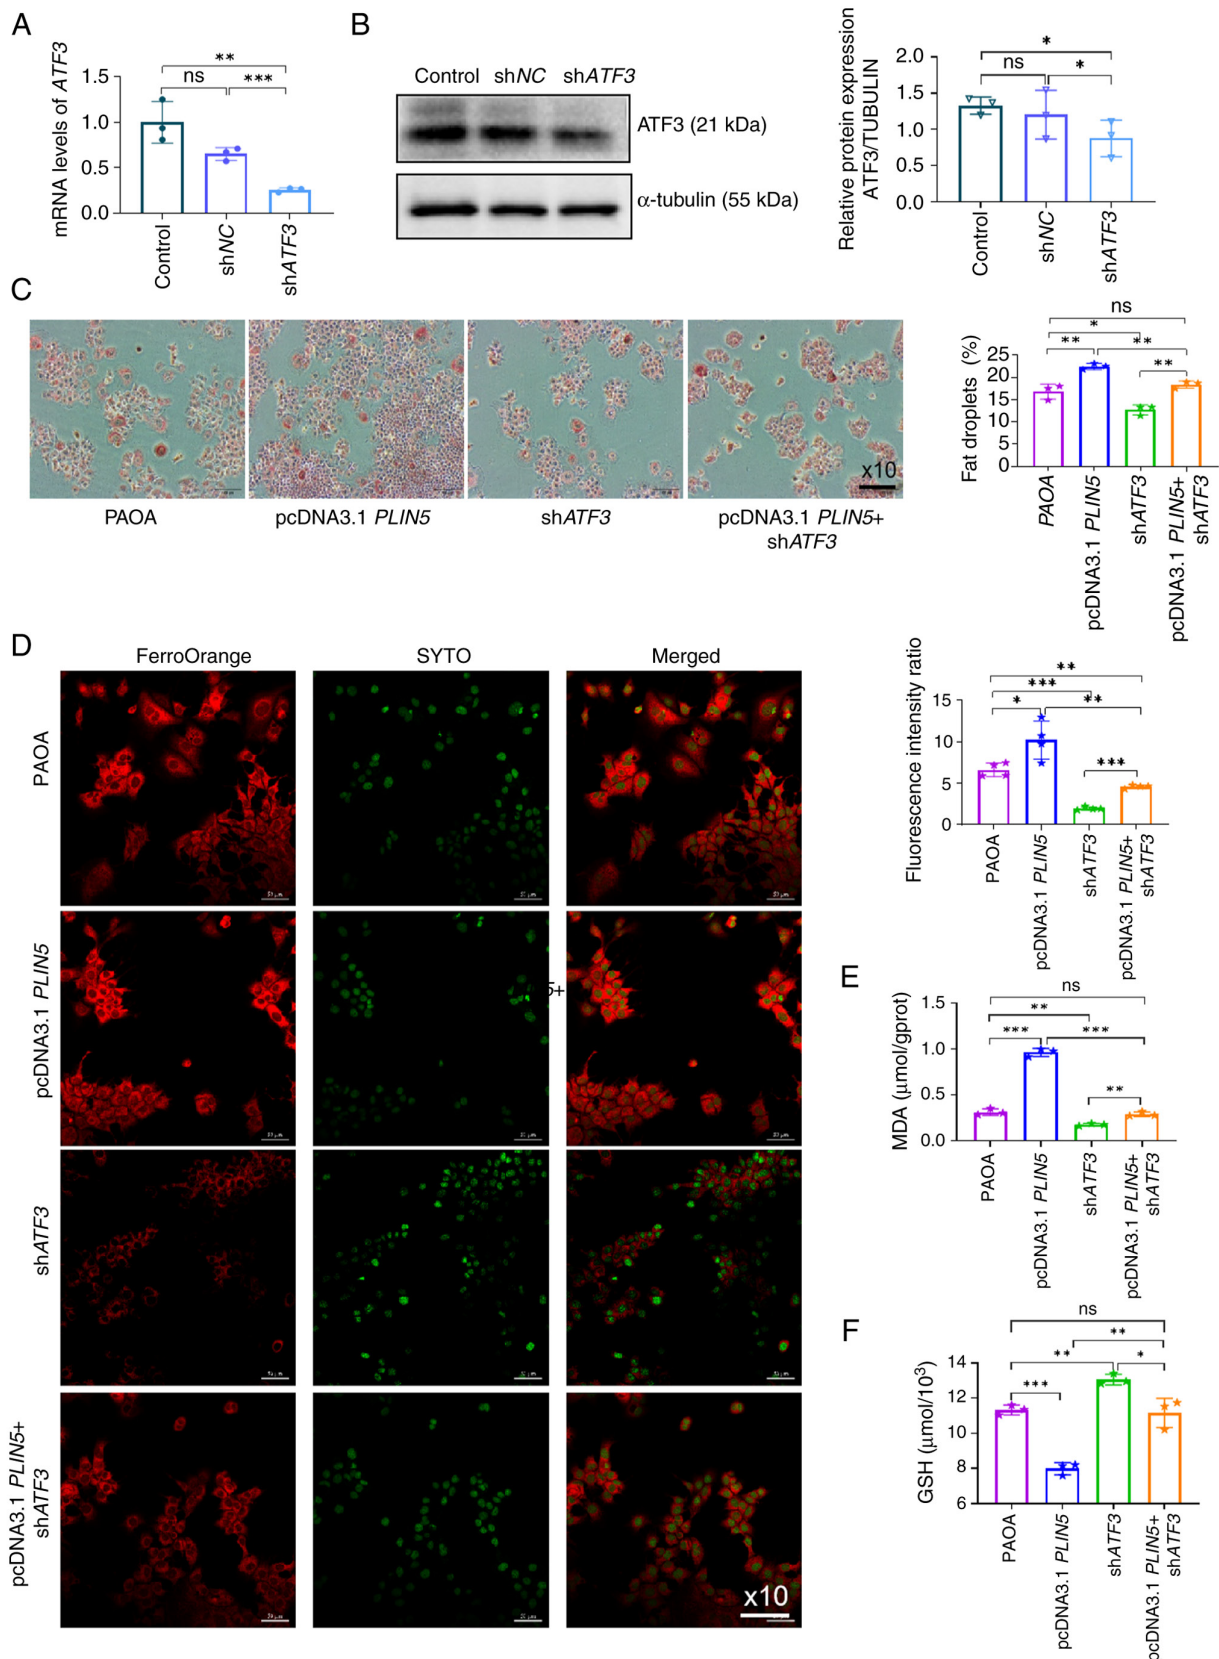 A
mRNA levels of ATF3
1.5
1.0
0.5
0.0
**
ns
***
Control
shNC
shATF3
B
Control shNC shATF3
ATF3 (21 kDa)
α-tubulin (55 kDa)
Relative protein expression
ATF3/TUBULIN
2.0
1.5
1.0
0.5
0.0
*
ns
*
Control
shNC
shATF3
C
x10
PAOA
pcDNA3.1 PLIN5
shATF3
pcDNA3.1 PLIN5+
shATF3
Fat droplets (%)
25
20
15
10
5
0
ns
*
**
**
**
PAOA
pcDNA3.1 PLIN5
shATF3
pcDNA3.1 PLIN5+
shATF3
D
FerroOrange
SYTO
Merged
PAOA
pcDNA3.1 PLIN5
5+
shATF3
pcDNA3.1 PLIN5+
shATF3
x10
Fluorescence intensity ratio
15
10
5
0
**
***
*
**
***
PAOA
pcDNA3.1 PLIN5
shATF3
pcDNA3.1 PLIN5+
shATF3
E
MDA (μmol/gprot)
1.5
1.0
0.5
0.0
ns
**
***
***
**
PAOA
pcDNA3.1 PLIN5
shATF3
pcDNA3.1 PLIN5+
shATF3
F
GSH (μmol/10³)
14
12
10
8
6
ns
**
**
*
***
PAOA
pcDNA3.1 PLIN5
shATF3
pcDNA3.1 PLIN5+
shATF3